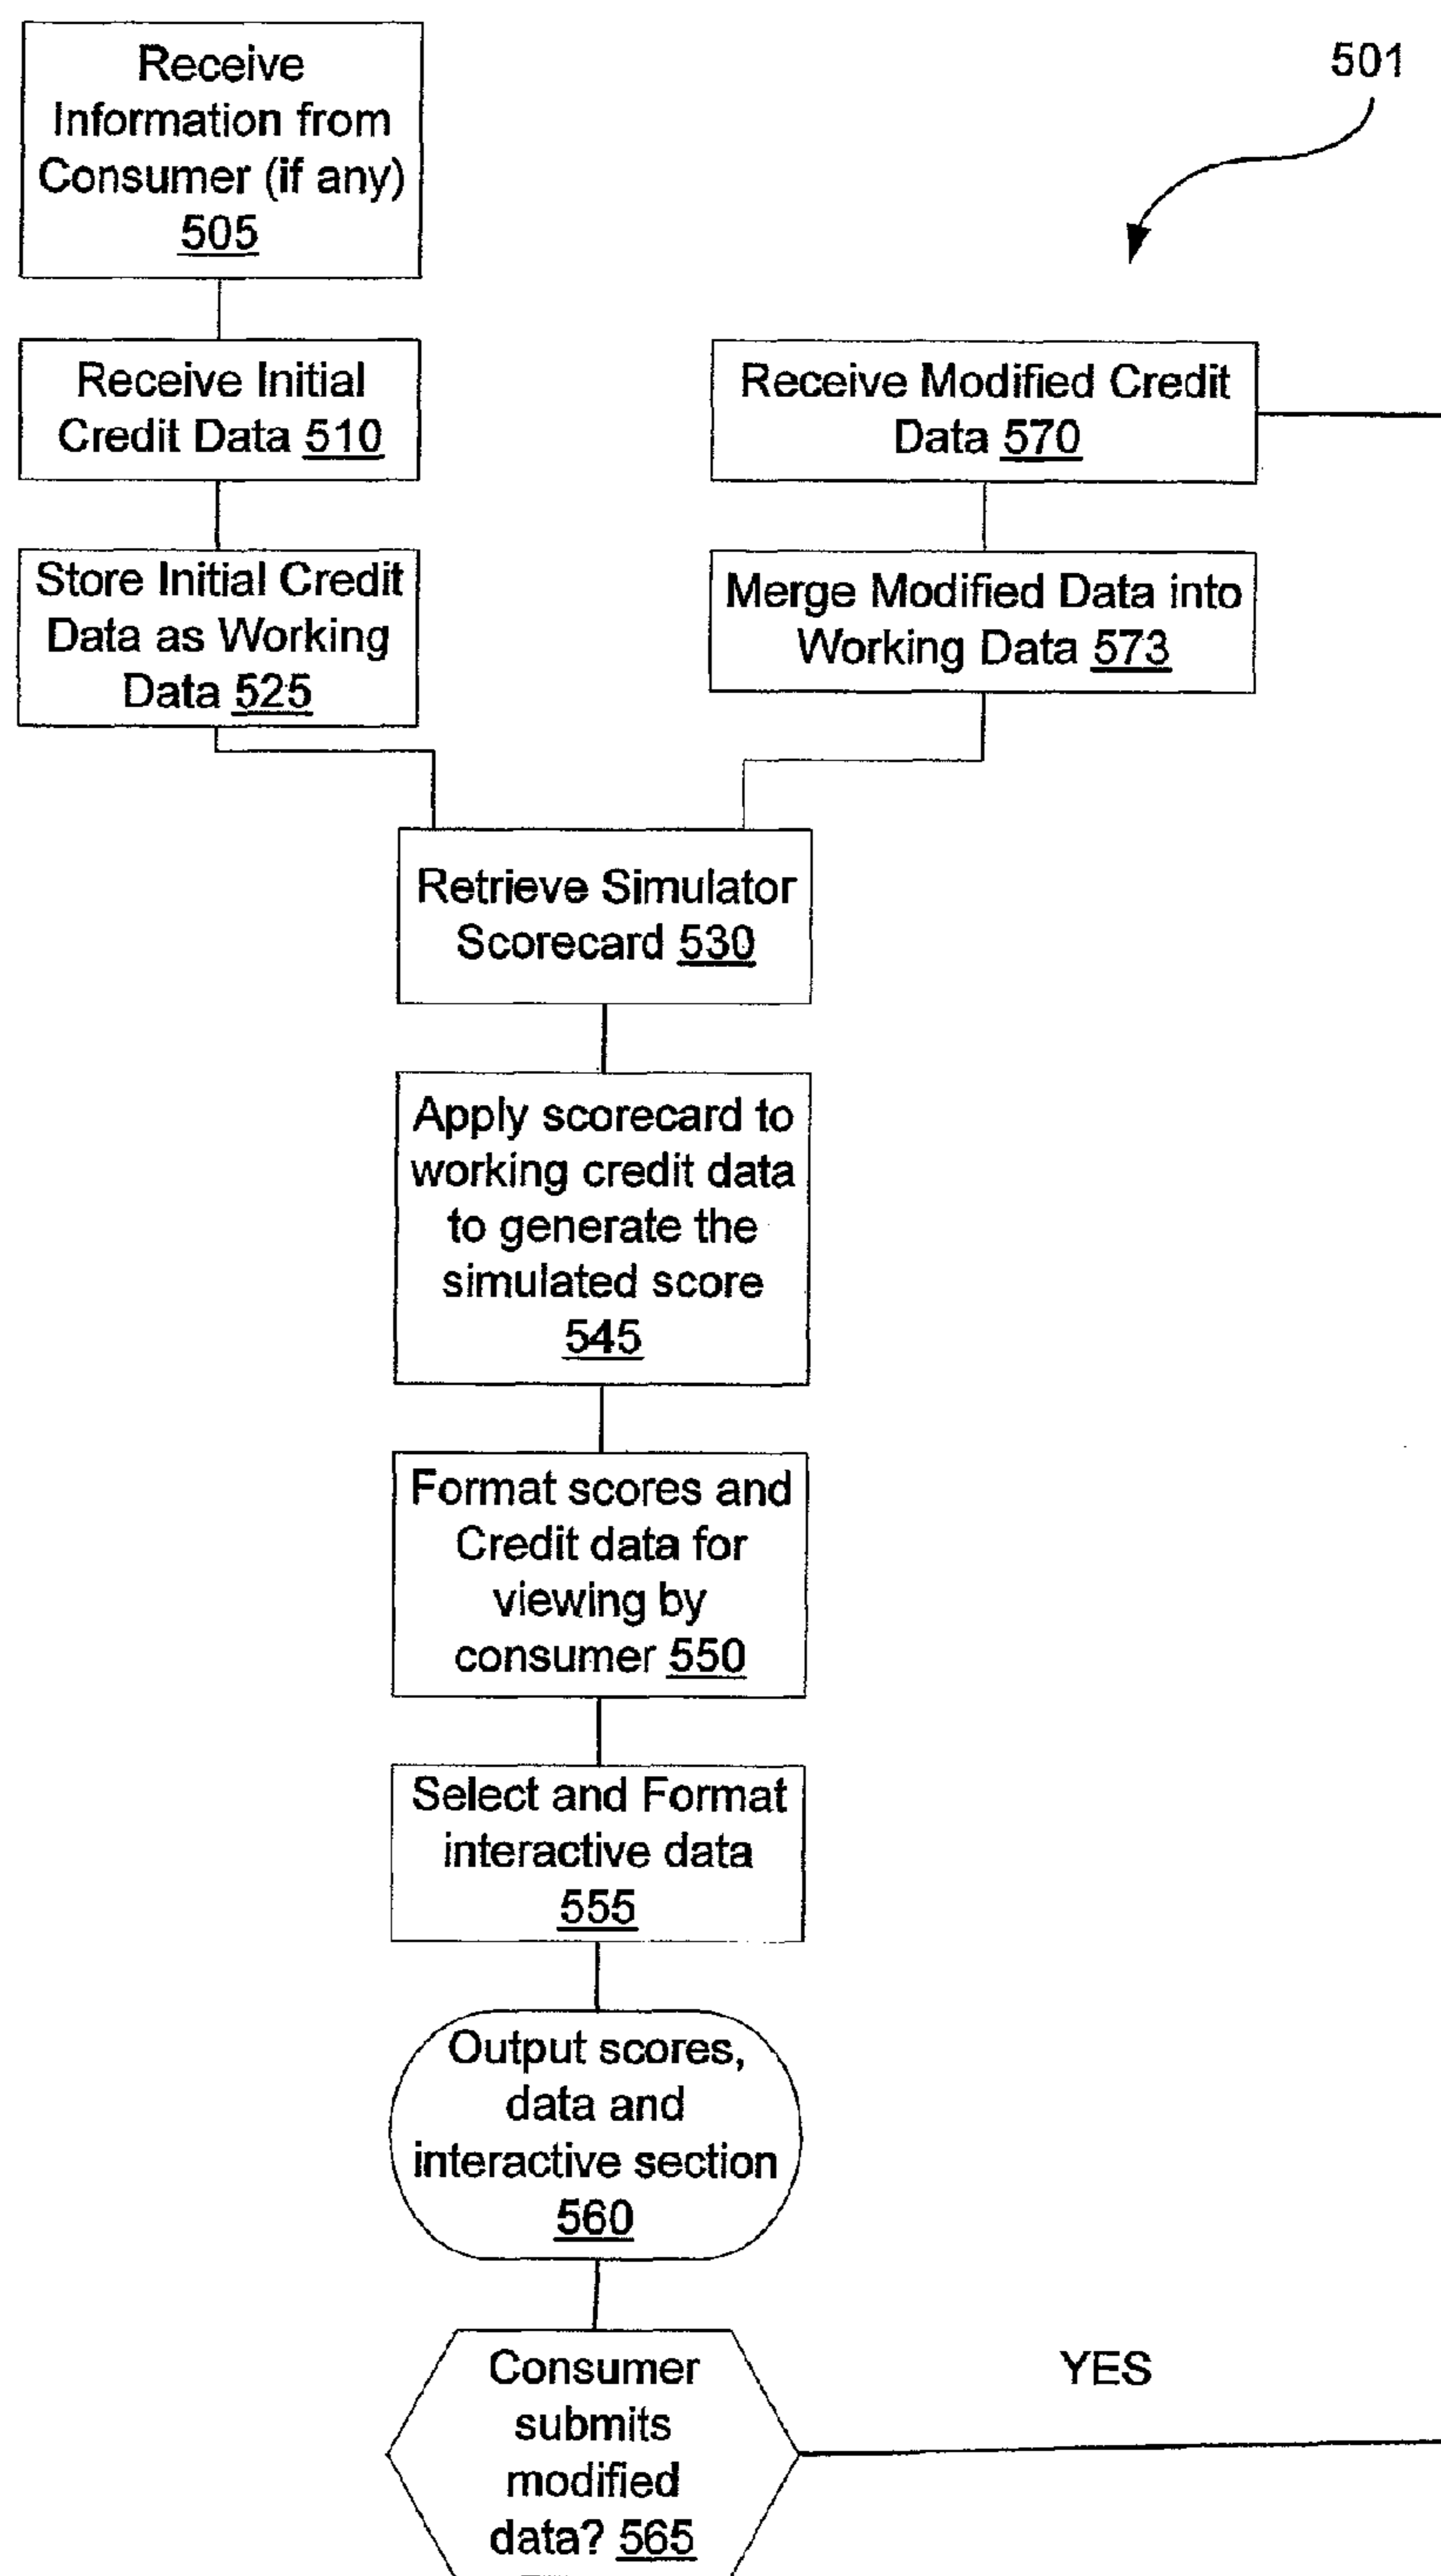 Receive
Information from
Consumer (if any)
505
501
Receive Initial
Credit Data 510
Receive Modified Credit
Data 570
Store Initial Credit
Data as Working
Data 525
Merge Modified Data into
Working Data 573
Retrieve Simulator
Scorecard 530
Apply scorecard to
working credit data
to generate the
simulated score
545
Format scores and
Credit data for
viewing by
consumer 550
Select and Format
interactive data
555
Output scores,
data and
interactive section
560
Consumer
submits
modified
data? 565
YES